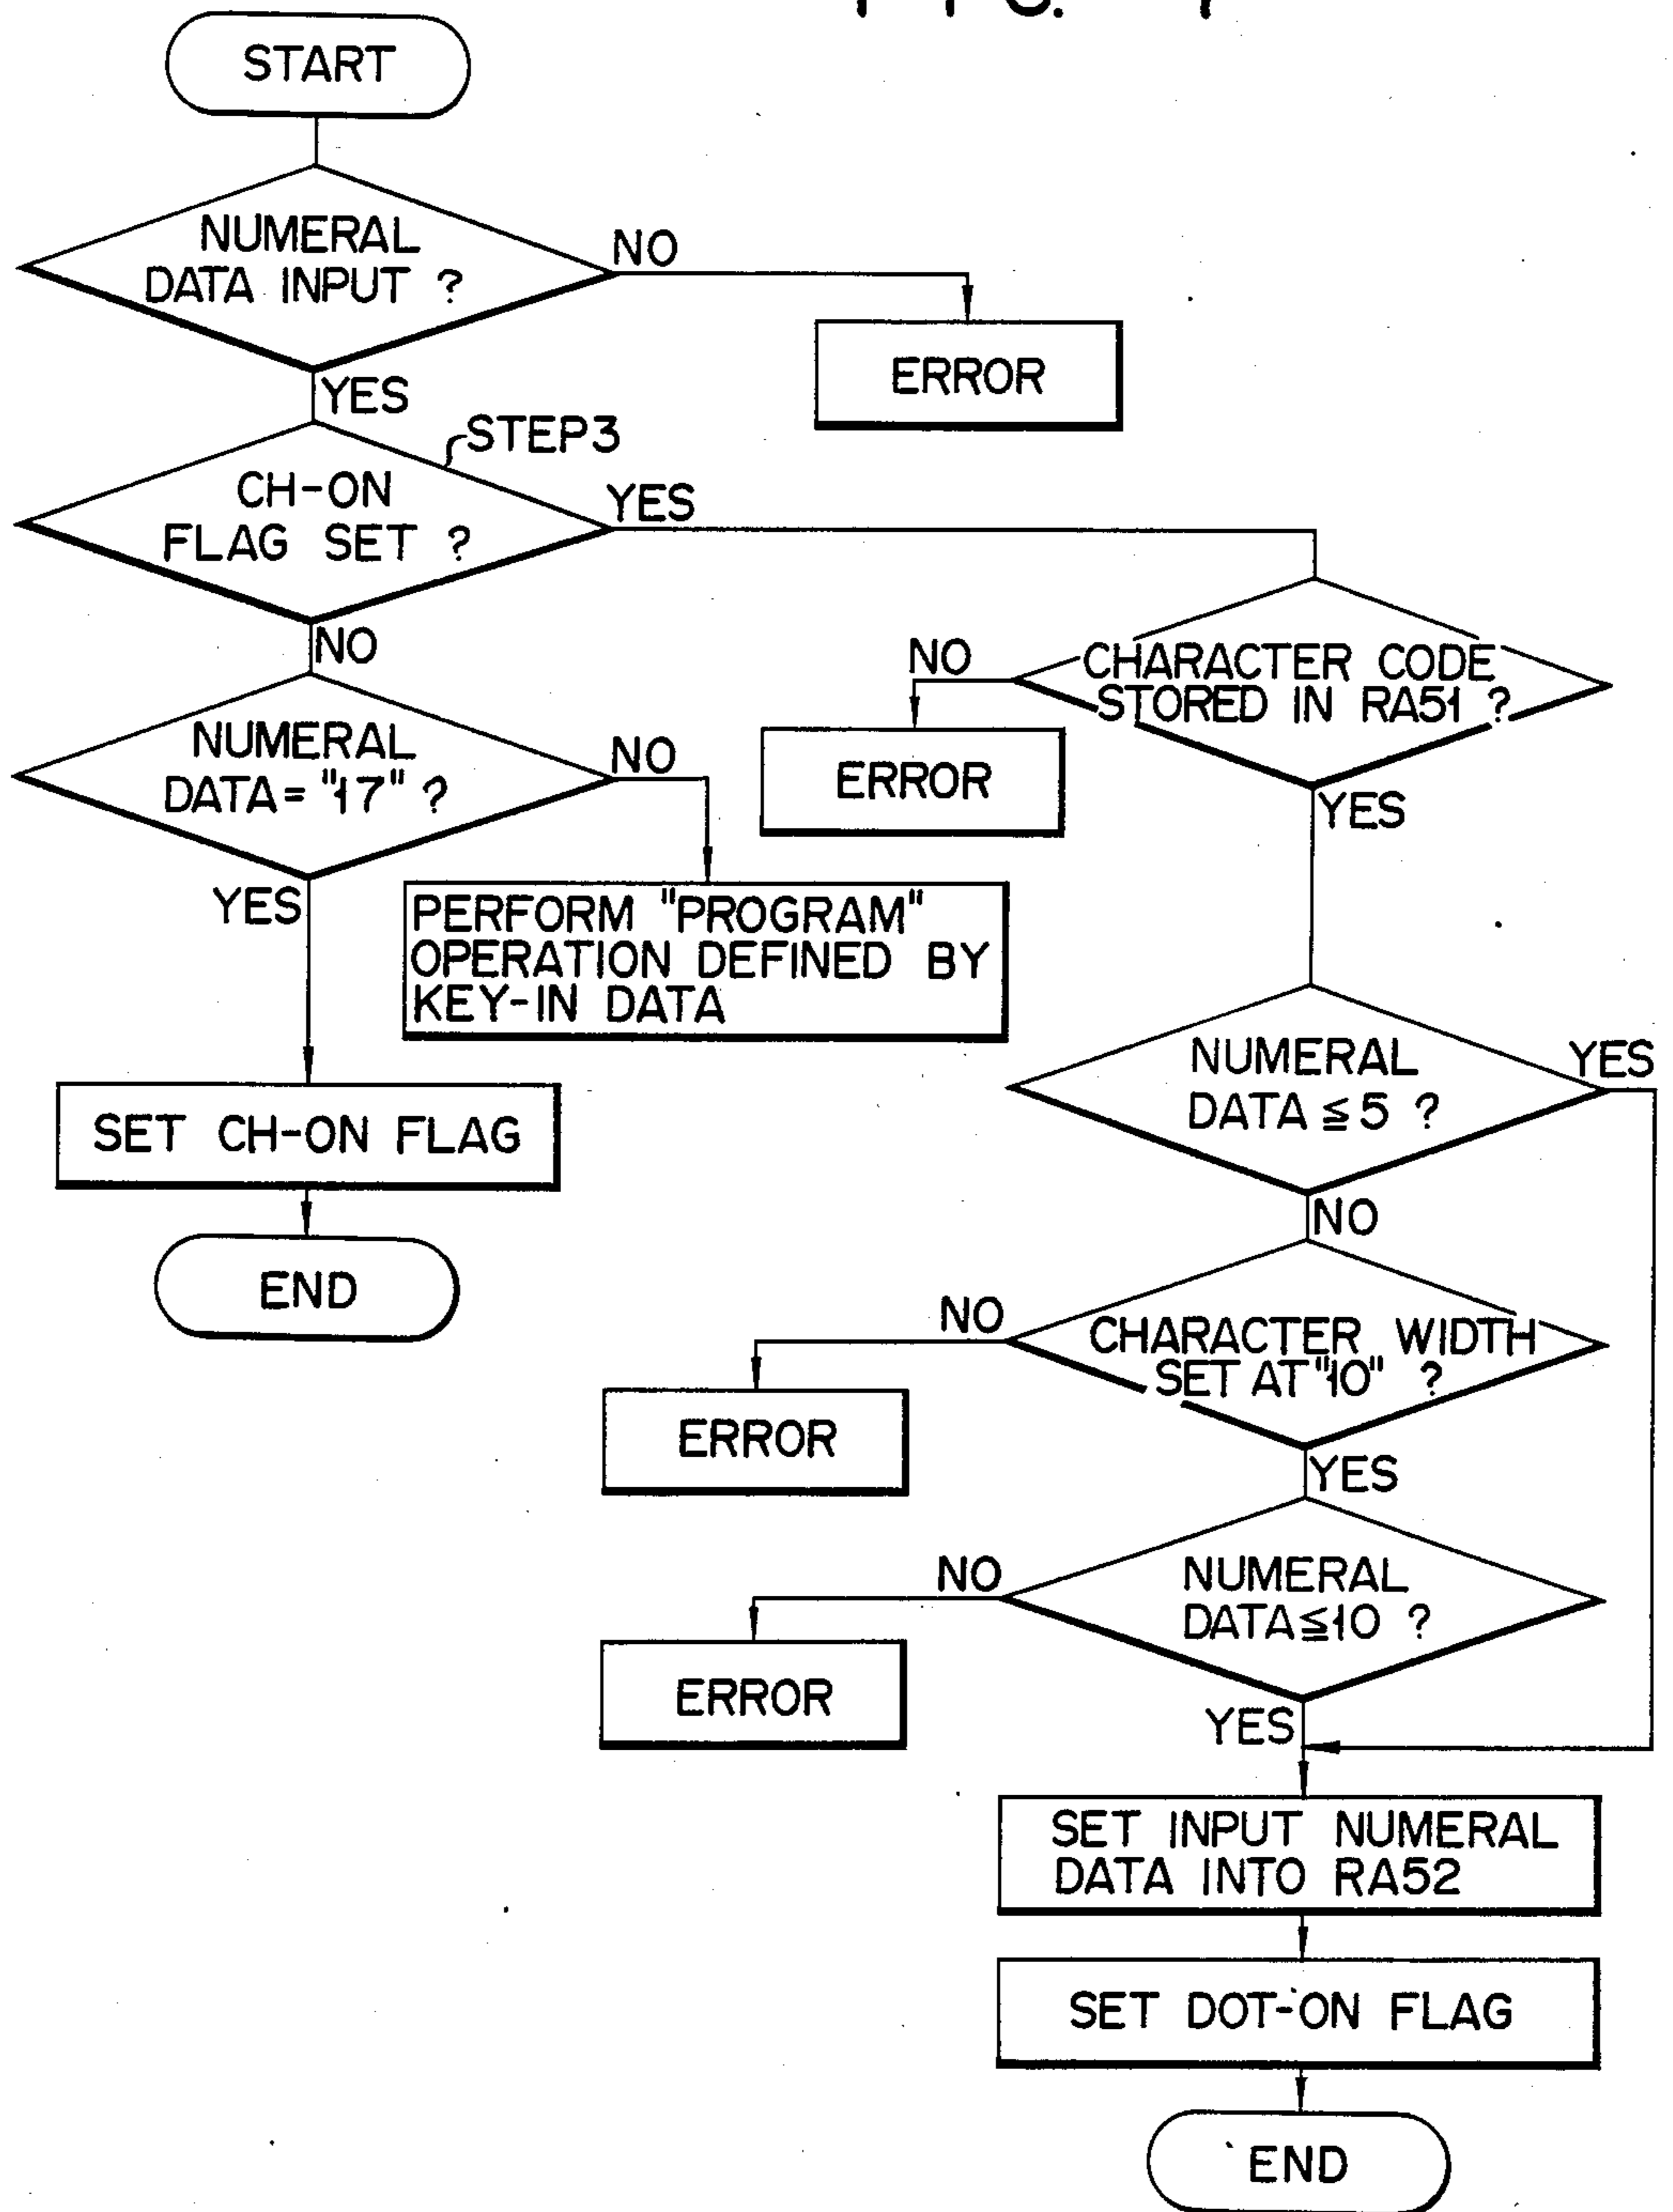 START
NUMERAL
DATA INPUT ?
NO
ERROR
YES
STEP3
CH-ON
FLAG SET ?
YES
NO
CHARACTER CODE
STORED IN RA51 ?
NO
ERROR
YES
NUMERAL
DATA="17" ?
NO
YES
PERFORM "PROGRAM"
OPERATION DEFINED BY
KEY-IN DATA
SET CH-ON FLAG
END
NUMERAL
DATA ≦ 5 ?
YES
NO
CHARACTER WIDTH
SET AT "10" ?
NO
ERROR
YES
NUMERAL
DATA≦10 ?
NO
ERROR
YES
SET INPUT NUMERAL
DATA INTO RA52
SET DOT-ON FLAG
END